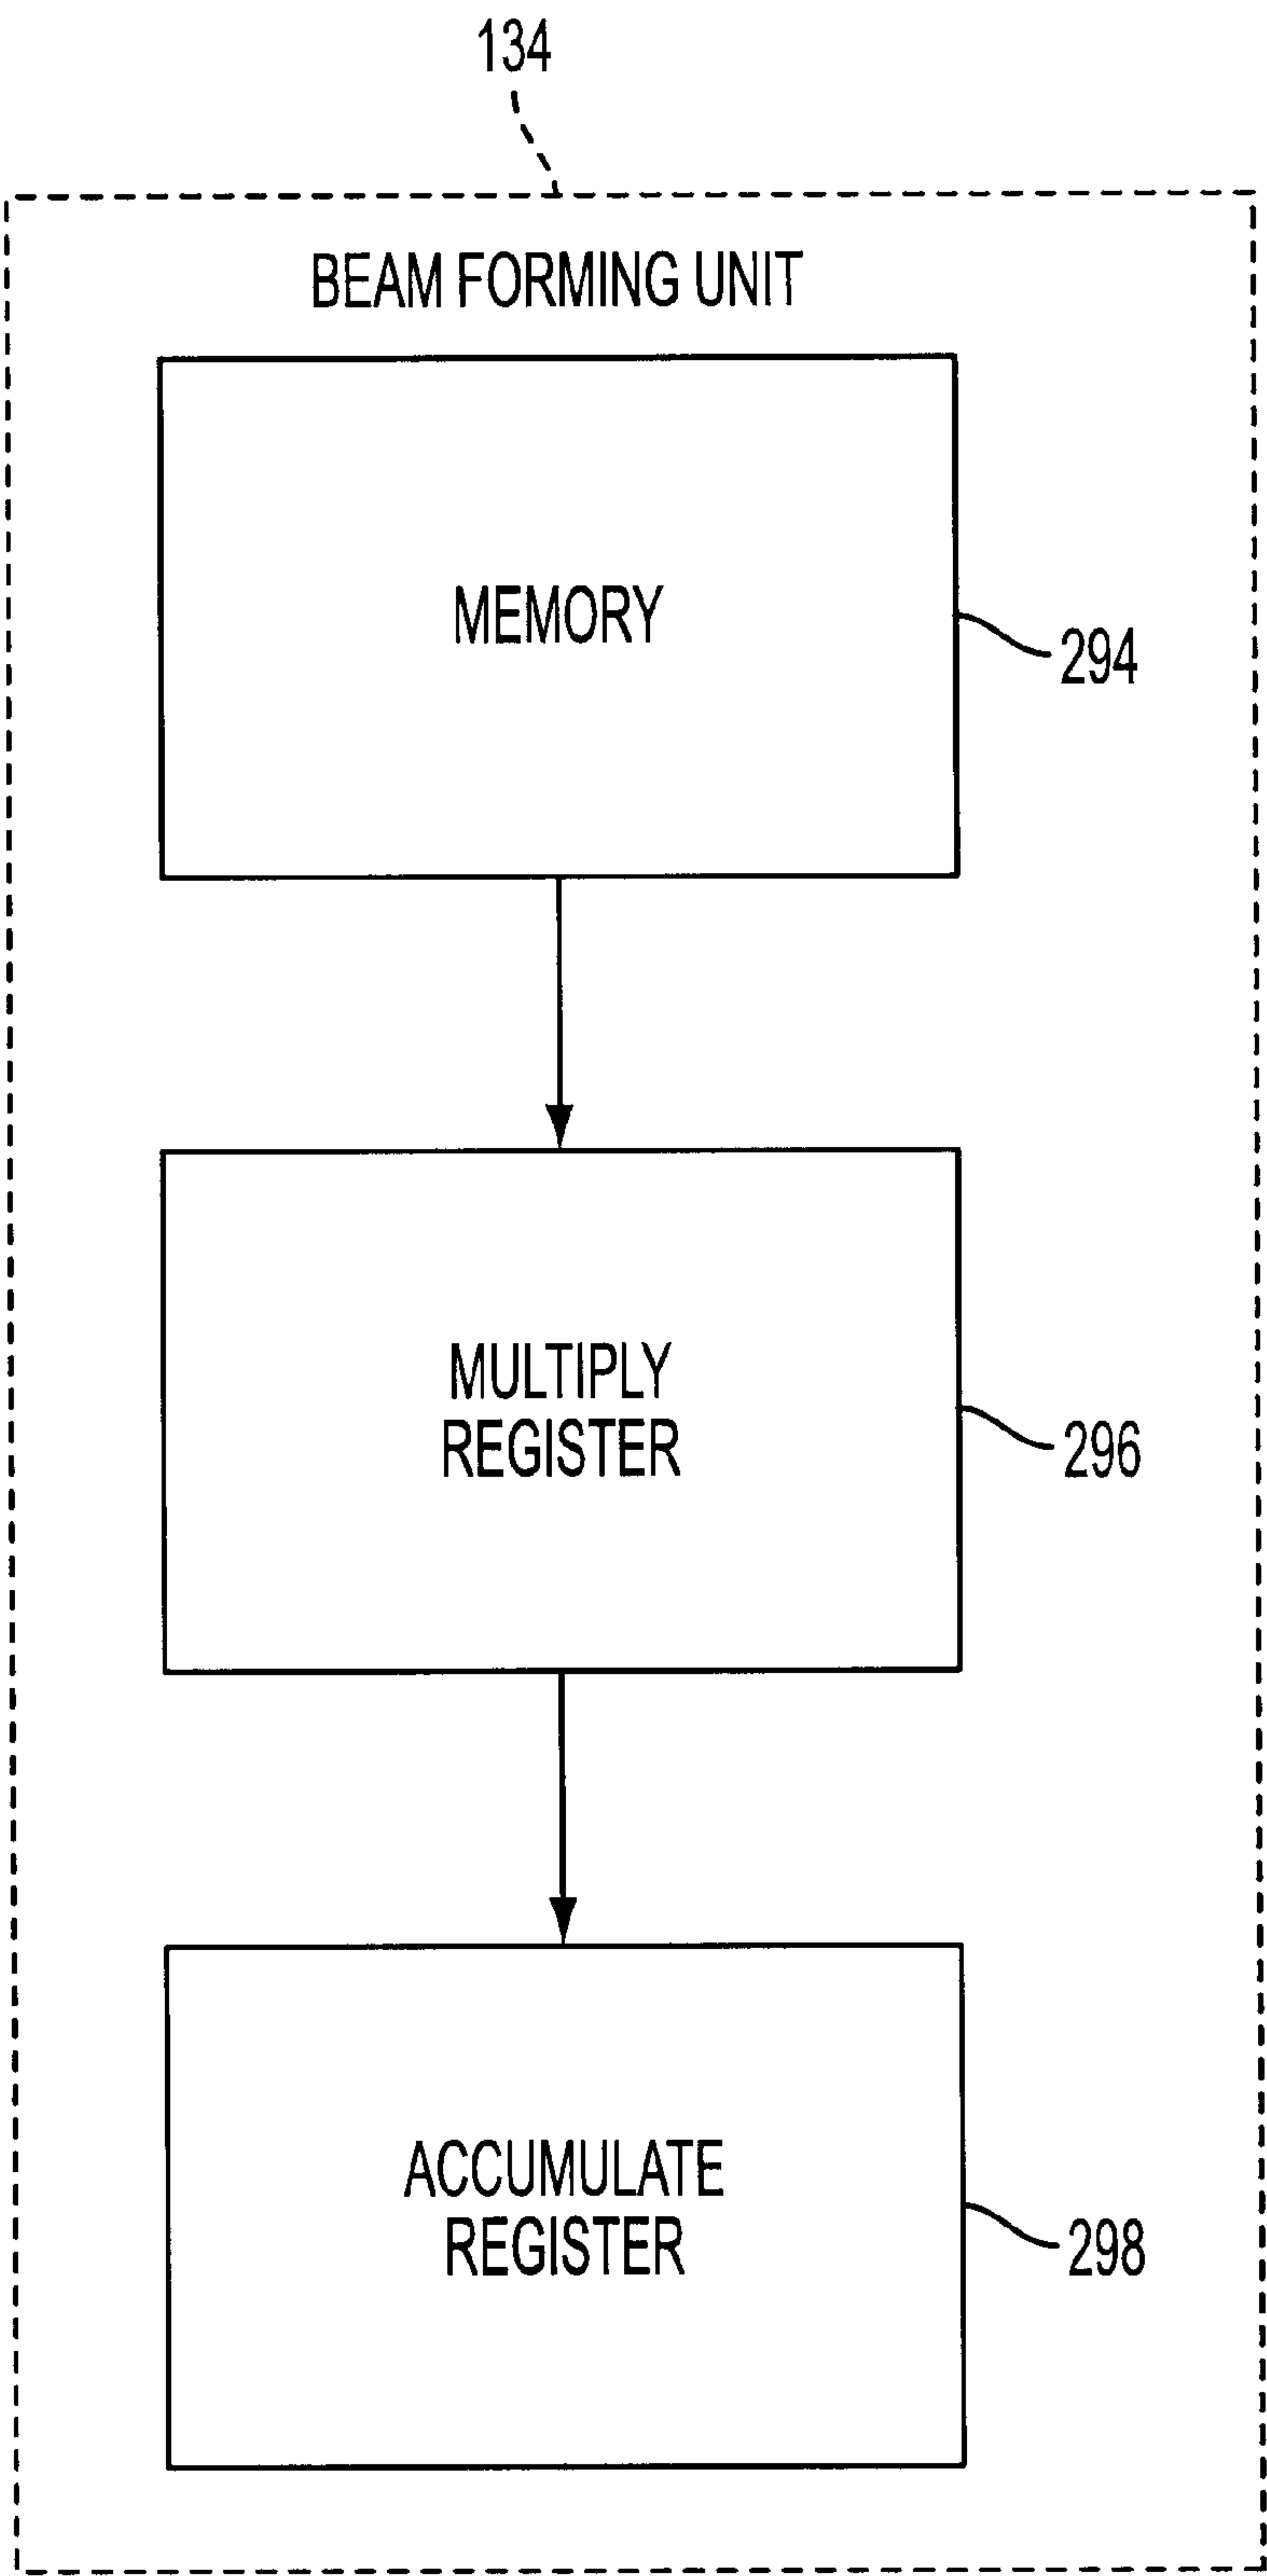 134
BEAM FORMING UNIT
MEMORY
294
MULTIPLY
REGISTER
296
ACCUMULATE
REGISTER
298